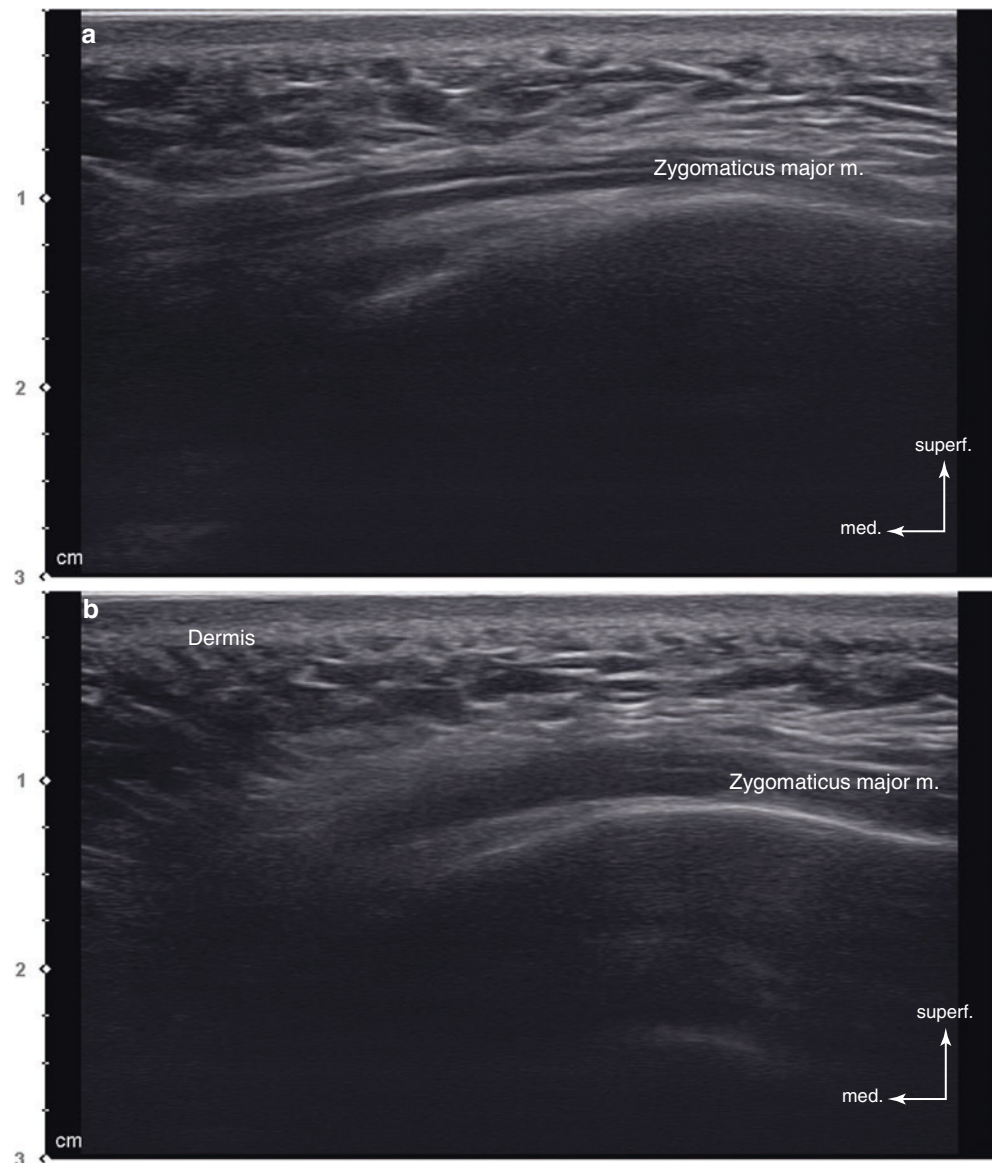 a
Zygomaticus major m.
1
2
superf.
med.
cm
3
b
Dermis
1
Zygomaticus major m.
2
superf.
med.
cm
3